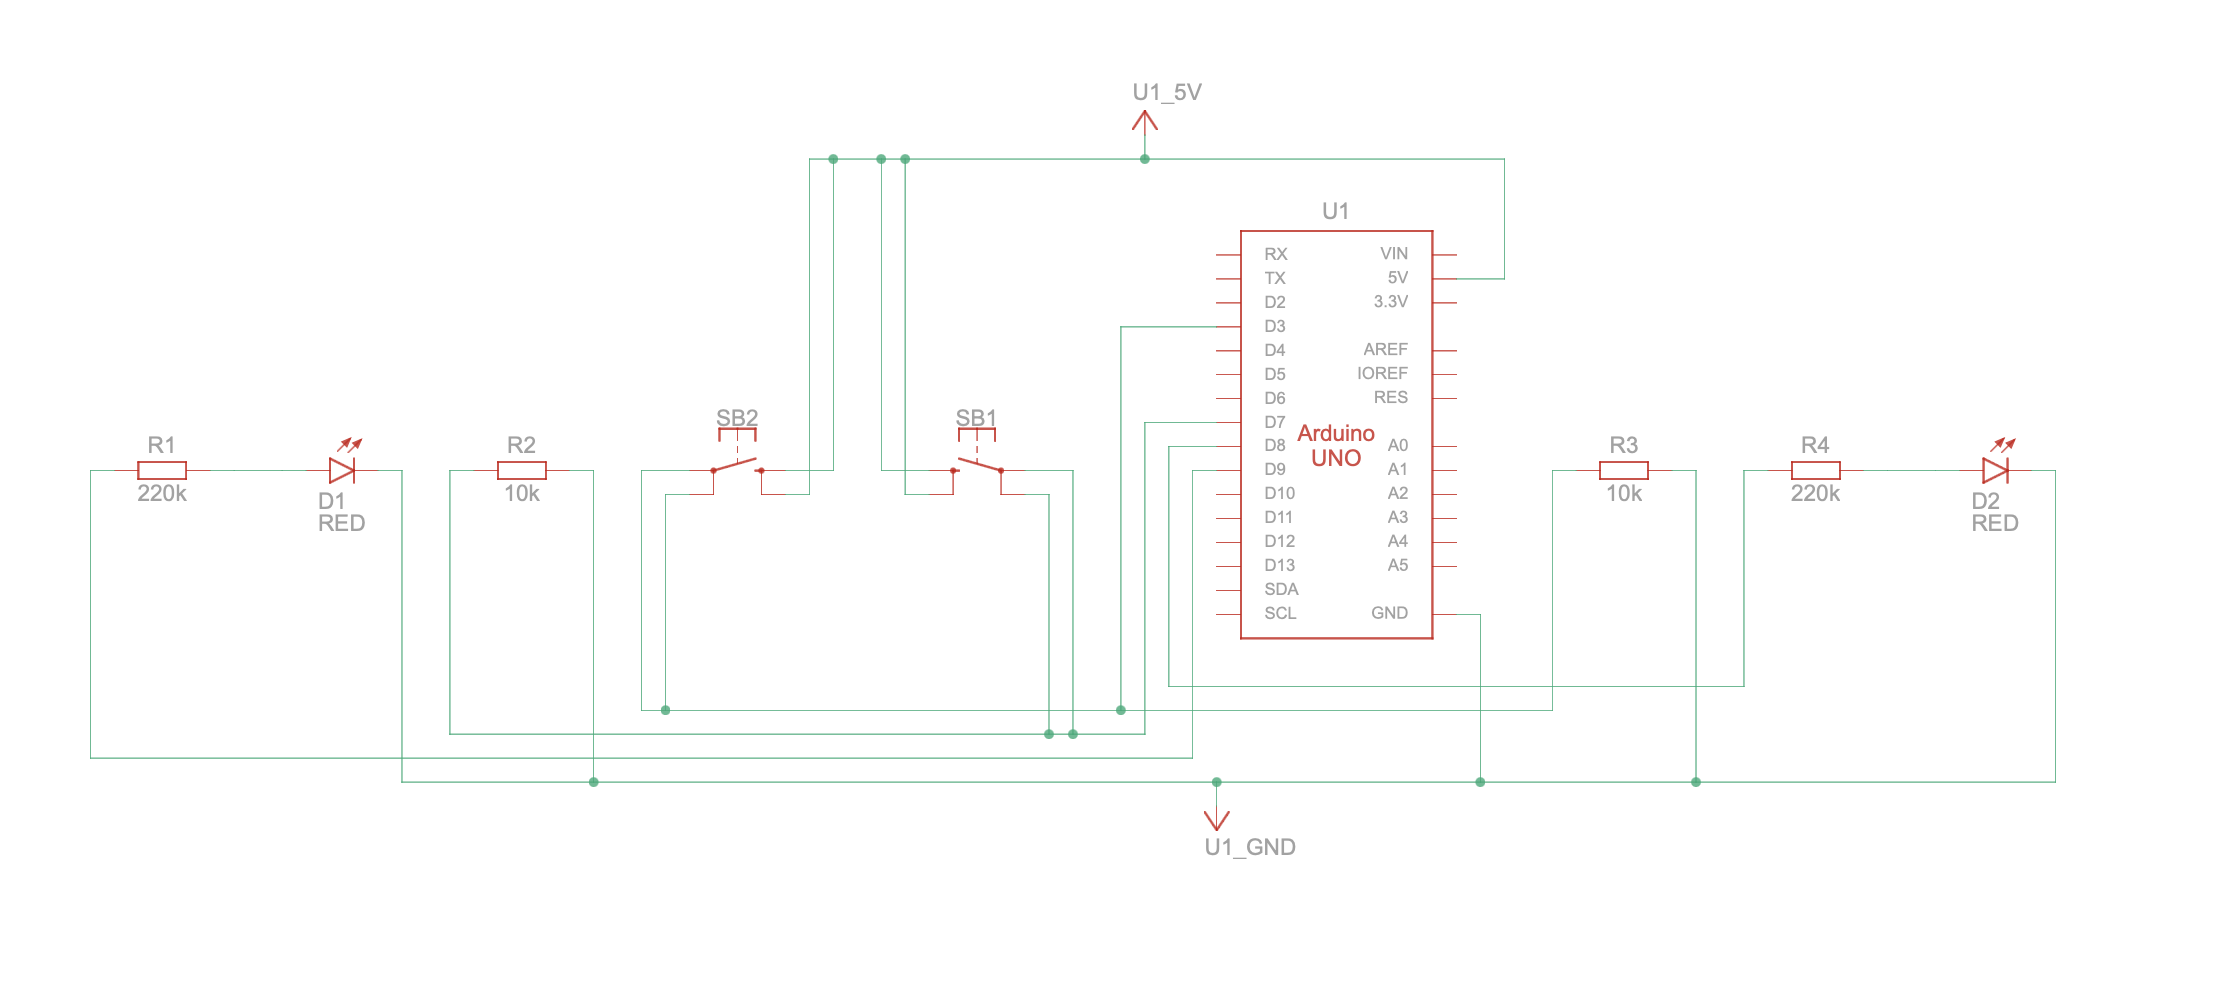 U1_5V
U1
RX
VIN
TX
5V
D2
3.3V
D3
D4
AREF
D5
IOREF
D6
RES
D7
D8
A0
D9
A1
D10
A2
D11
A3
D12
A4
D13
A5
SDA
SCL
GND
Arduino
UNO
R1
220k
D1
RED
R2
10k
SB2
SB1
R3
10k
R4
220k
D2
RED
U1_GND